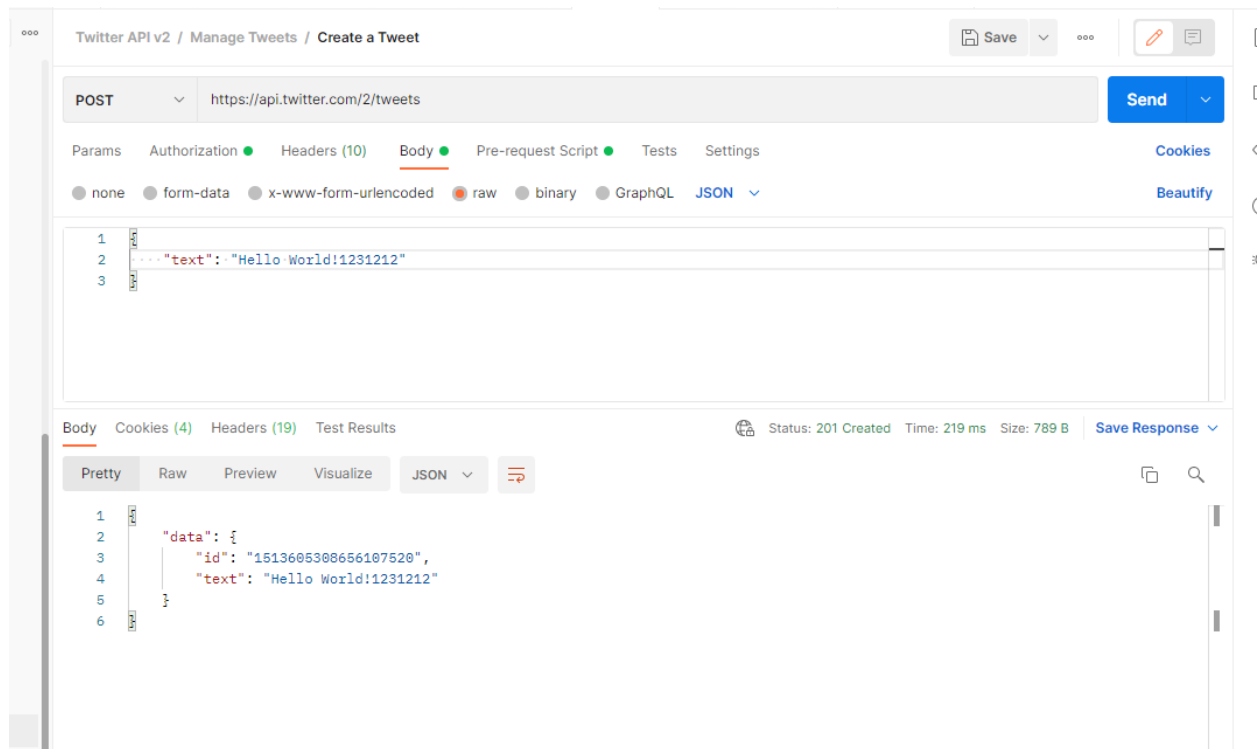 Twitter API v2 / Manage Tweets / Create a Tweet Save
POST https://api.twitter.com/2/tweets Send
Params Authorization Headers (10) Body Pre-request Script Tests Settings Cookies
none form-data x-www-form-urlencoded raw binary GraphQL JSON Beautify
1 {
2 "text": "Hello World!1231212"
3 }
Body Cookies (4) Headers (19) Test Results Status: 201 Created Time: 219 ms Size: 789 B Save Response
Pretty Raw Preview Visualize JSON
1 {
2 "data": {
3 "id": "1513605308656107520",
4 "text": "Hello World!1231212"
5 }
6 }